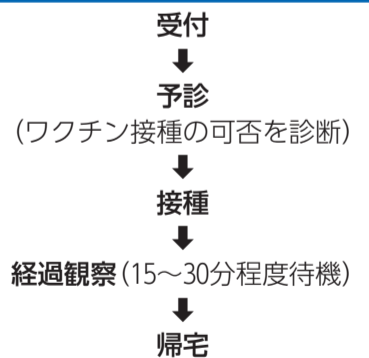 受付
⬇
予診
(ワクチン接種の可否を診断)
⬇
接種
⬇
経過観察(15〜30分程度待機)
⬇
帰宅